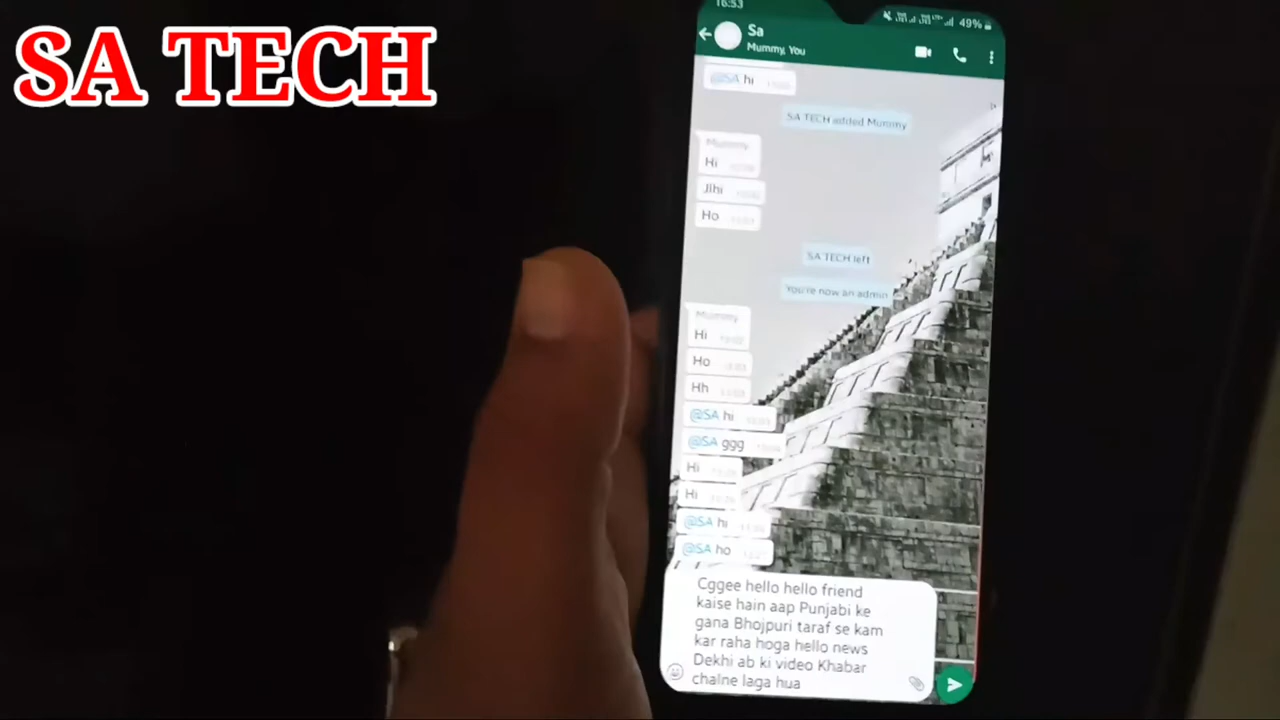 SA TECH
16:53
49%
Sa
Mummy, You
@SA hi
SA TECH added Mummy
Mummy
Hi
JIhi
Ho
SA TECH left
You're now an admin
Mummy
Hi
Ho
Hh
@SA hi
@SA ggg
Hi
Hi
@SA hi
@SA ho
Cggee hello hello friend
kaise hain aap Punjabi ke
gana Bhojpuri taraf se kam
kar raha hoga hello news
Dekhi ab ki video Khabar
chalne laga hua